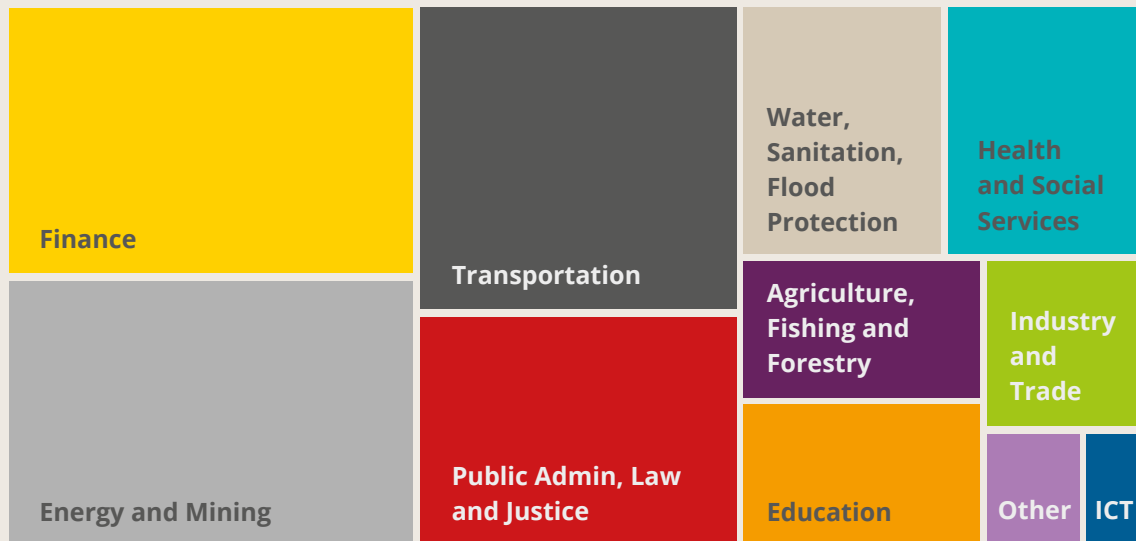 Finance
Energy and Mining
Transportation
Public Admin, Law
and Justice
Water,
Sanitation,
Flood
Protection
Health
and Social
Services
Agriculture,
Fishing and
Forestry
Industry
and
Trade
Education
Other
ICT